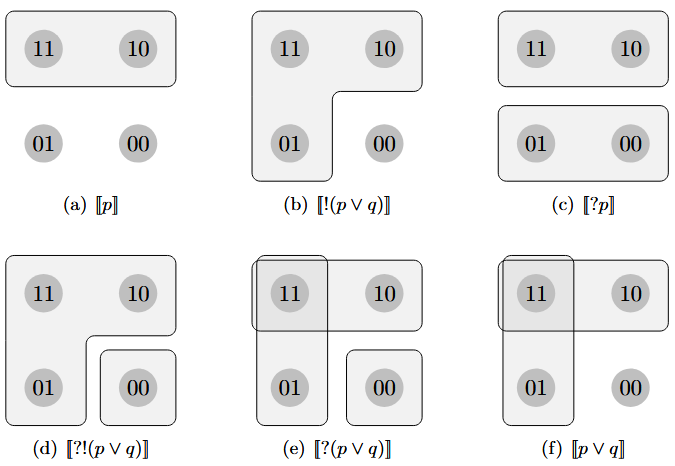 11 10 11 10 11 10
01 00 01 00 01 00
(a) ⟦p⟧ (b) ⟦!(p ∨ q)⟧ (c) ⟦?p⟧
11 10 11 10 11 10
01 00 01 00 01 00
(d) ⟦?!(p ∨ q)⟧ (e) ⟦?(p ∨ q)⟧ (f) ⟦p ∨ q⟧